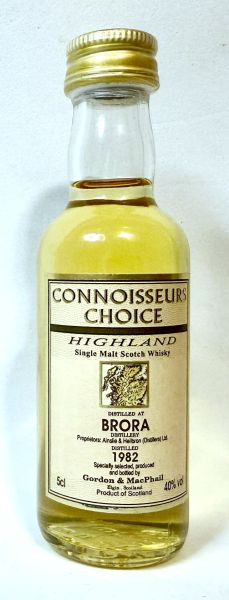 CONNOISSEURS
CHOICE
HIGHLAND
Single Malt Scotch Whisky
DISTILLED AT
BRORA
DISTILLERY
Proprietors: Ainslie & Heilbron (Distillers) Ltd.
DISTILLED
1982
Specially selected, produced
and bottled by
Gordon & MacPhail
Elgin . Scotland
5cl Product of Scotland 40% vol